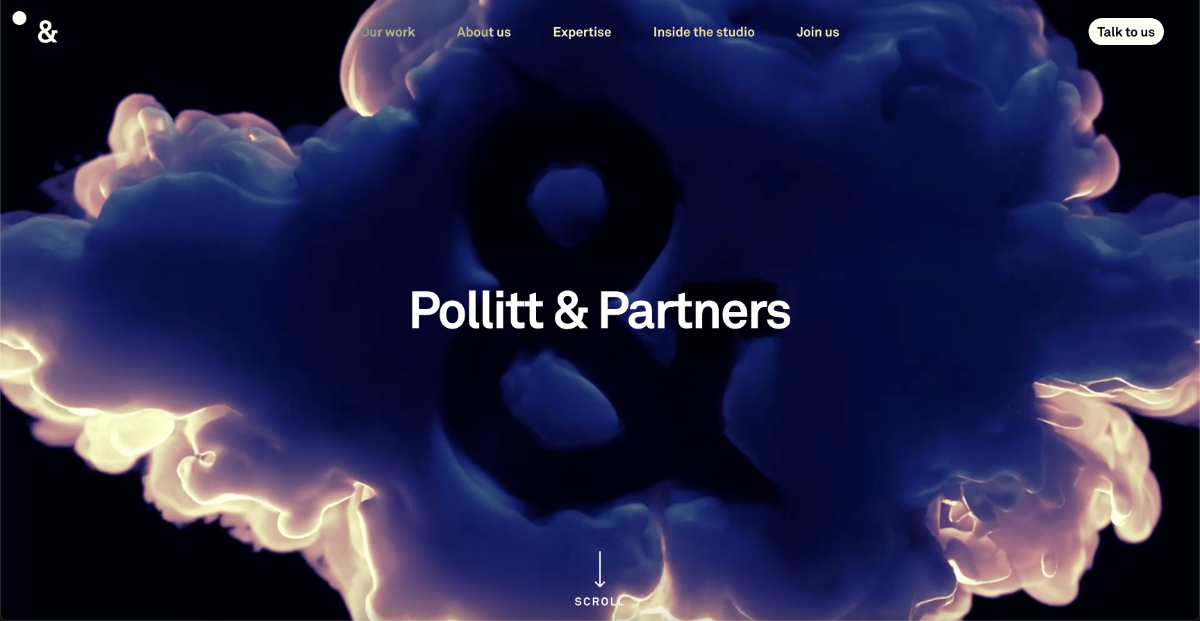 &
Our work
About us
Expertise
Inside the studio
Join us
Talk to us
&
Pollitt & Partners
SCROLL